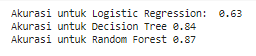 Akurasi untuk Logistic Regression:  0.63
Akurasi untuk Decision Tree 0.84
Akurasi untuk Random Forest 0.87